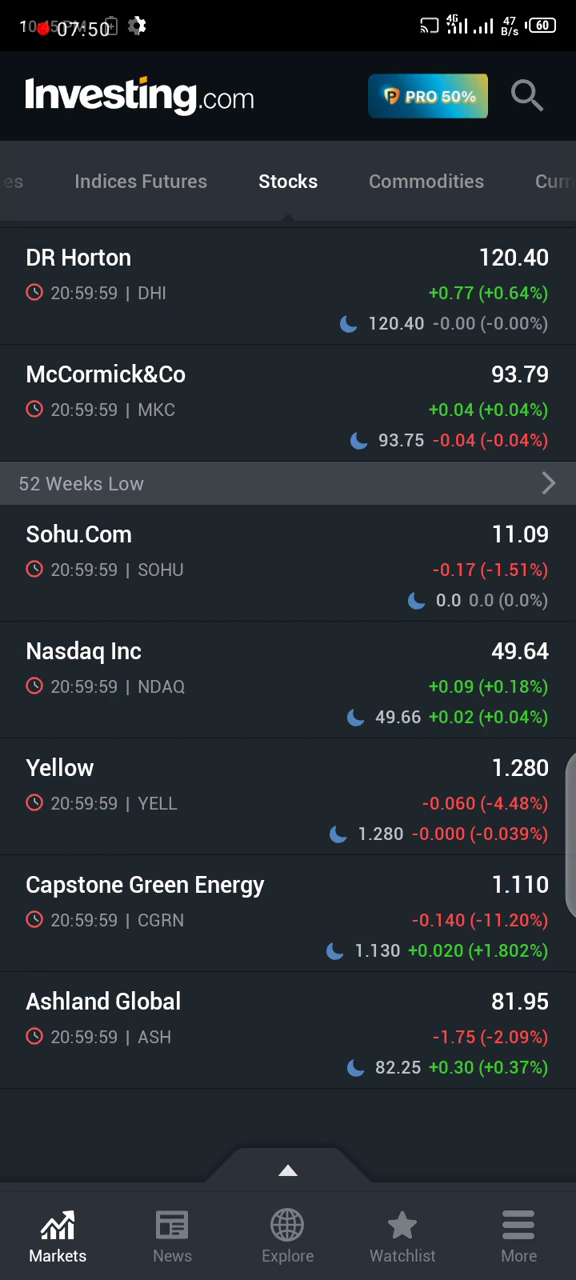 07:50
4G
47 B/s
60
Investing.com
PRO 50%
es Indices Futures Stocks Commodities Curr
DR Horton 120.40
20:59:59 | DHI +0.77 (+0.64%)
120.40 -0.00 (-0.00%)
McCormick&Co 93.79
20:59:59 | MKC +0.04 (+0.04%)
93.75 -0.04 (-0.04%)
52 Weeks Low
Sohu.Com 11.09
20:59:59 | SOHU -0.17 (-1.51%)
0.0 0.0 (0.0%)
Nasdaq Inc 49.64
20:59:59 | NDAQ +0.09 (+0.18%)
49.66 +0.02 (+0.04%)
Yellow 1.280
20:59:59 | YELL -0.060 (-4.48%)
1.280 -0.000 (-0.039%)
Capstone Green Energy 1.110
20:59:59 | CGRN -0.140 (-11.20%)
1.130 +0.020 (+1.802%)
Ashland Global 81.95
20:59:59 | ASH -1.75 (-2.09%)
82.25 +0.30 (+0.37%)
Markets News Explore Watchlist More